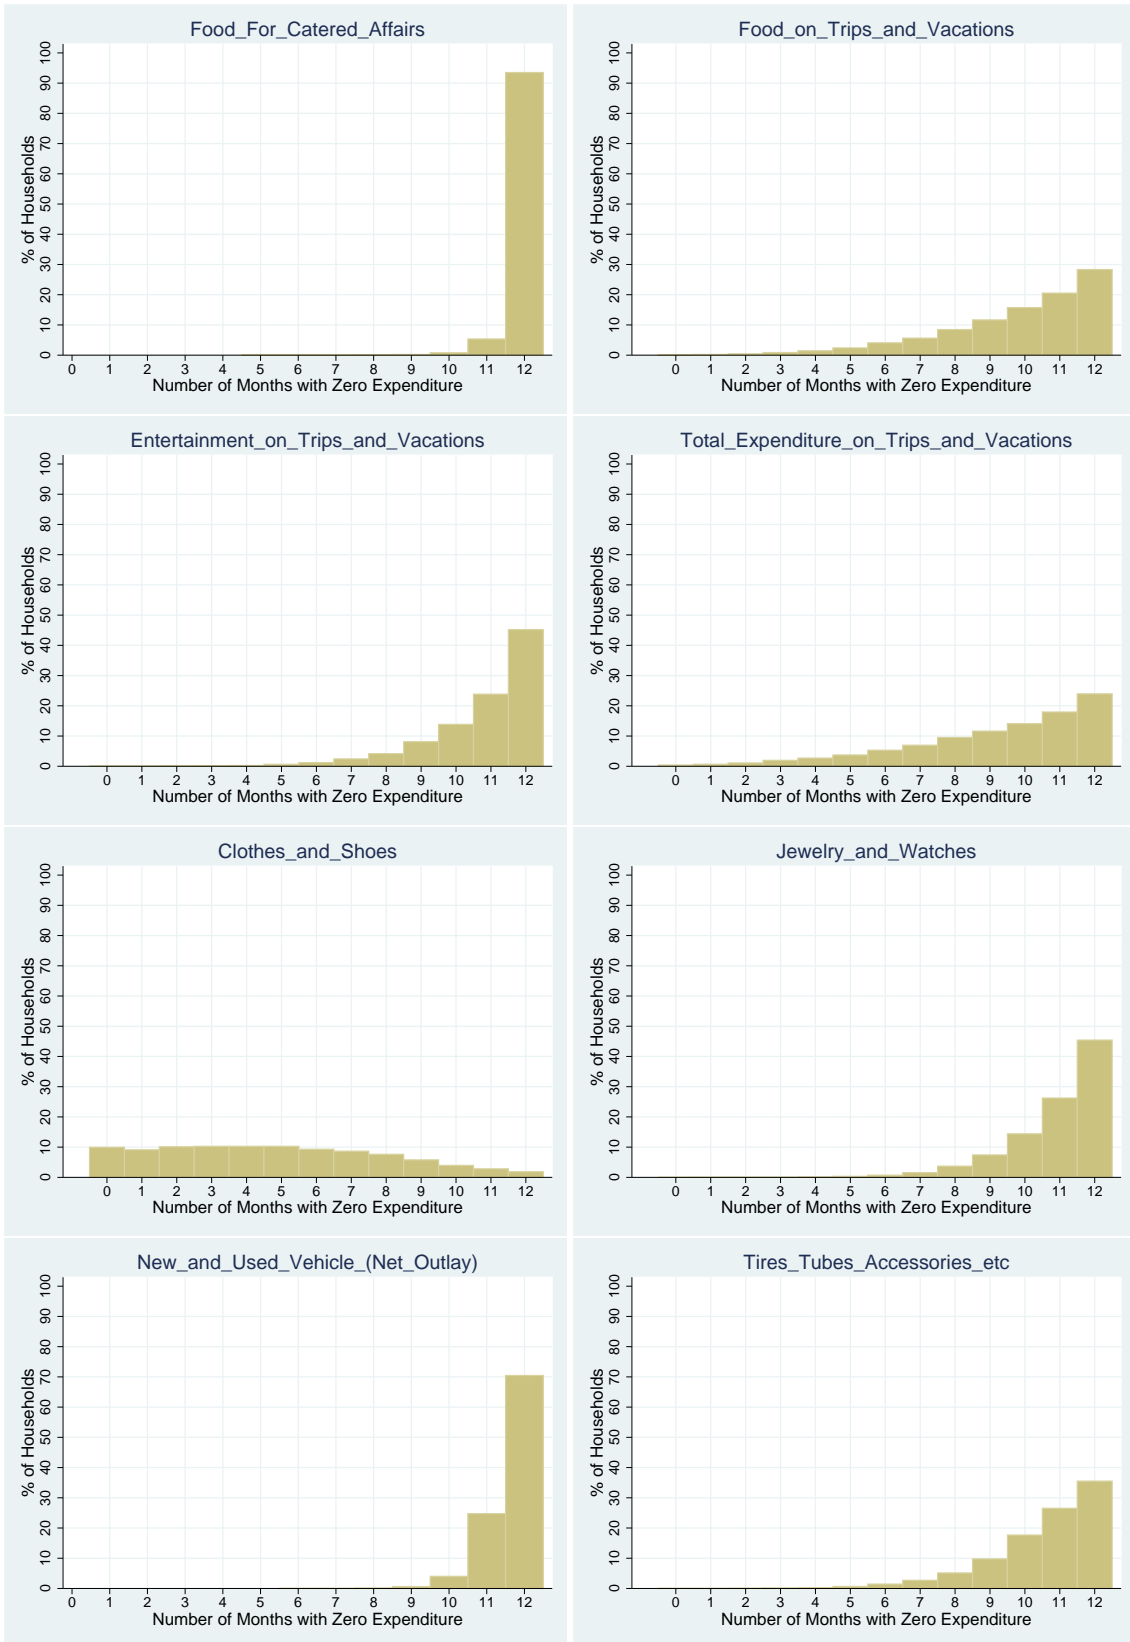 Food_For_Catered_Affairs
% of Households
0 10 20 30 40 50 60 70 80 90 100
0 1 2 3 4 5 6 7 8 9 10 11 12
Number of Months with Zero Expenditure
Food_on_Trips_and_Vacations
% of Households
0 10 20 30 40 50 60 70 80 90 100
0 1 2 3 4 5 6 7 8 9 10 11 12
Number of Months with Zero Expenditure
Entertainment_on_Trips_and_Vacations
% of Households
0 10 20 30 40 50 60 70 80 90 100
0 1 2 3 4 5 6 7 8 9 10 11 12
Number of Months with Zero Expenditure
Total_Expenditure_on_Trips_and_Vacations
% of Households
0 10 20 30 40 50 60 70 80 90 100
0 1 2 3 4 5 6 7 8 9 10 11 12
Number of Months with Zero Expenditure
Clothes_and_Shoes
% of Households
0 10 20 30 40 50 60 70 80 90 100
0 1 2 3 4 5 6 7 8 9 10 11 12
Number of Months with Zero Expenditure
Jewelry_and_Watches
% of Households
0 10 20 30 40 50 60 70 80 90 100
0 1 2 3 4 5 6 7 8 9 10 11 12
Number of Months with Zero Expenditure
New_and_Used_Vehicle_(Net_Outlay)
% of Households
0 10 20 30 40 50 60 70 80 90 100
0 1 2 3 4 5 6 7 8 9 10 11 12
Number of Months with Zero Expenditure
Tires_Tubes_Accessories_etc
% of Households
0 10 20 30 40 50 60 70 80 90 100
0 1 2 3 4 5 6 7 8 9 10 11 12
Number of Months with Zero Expenditure